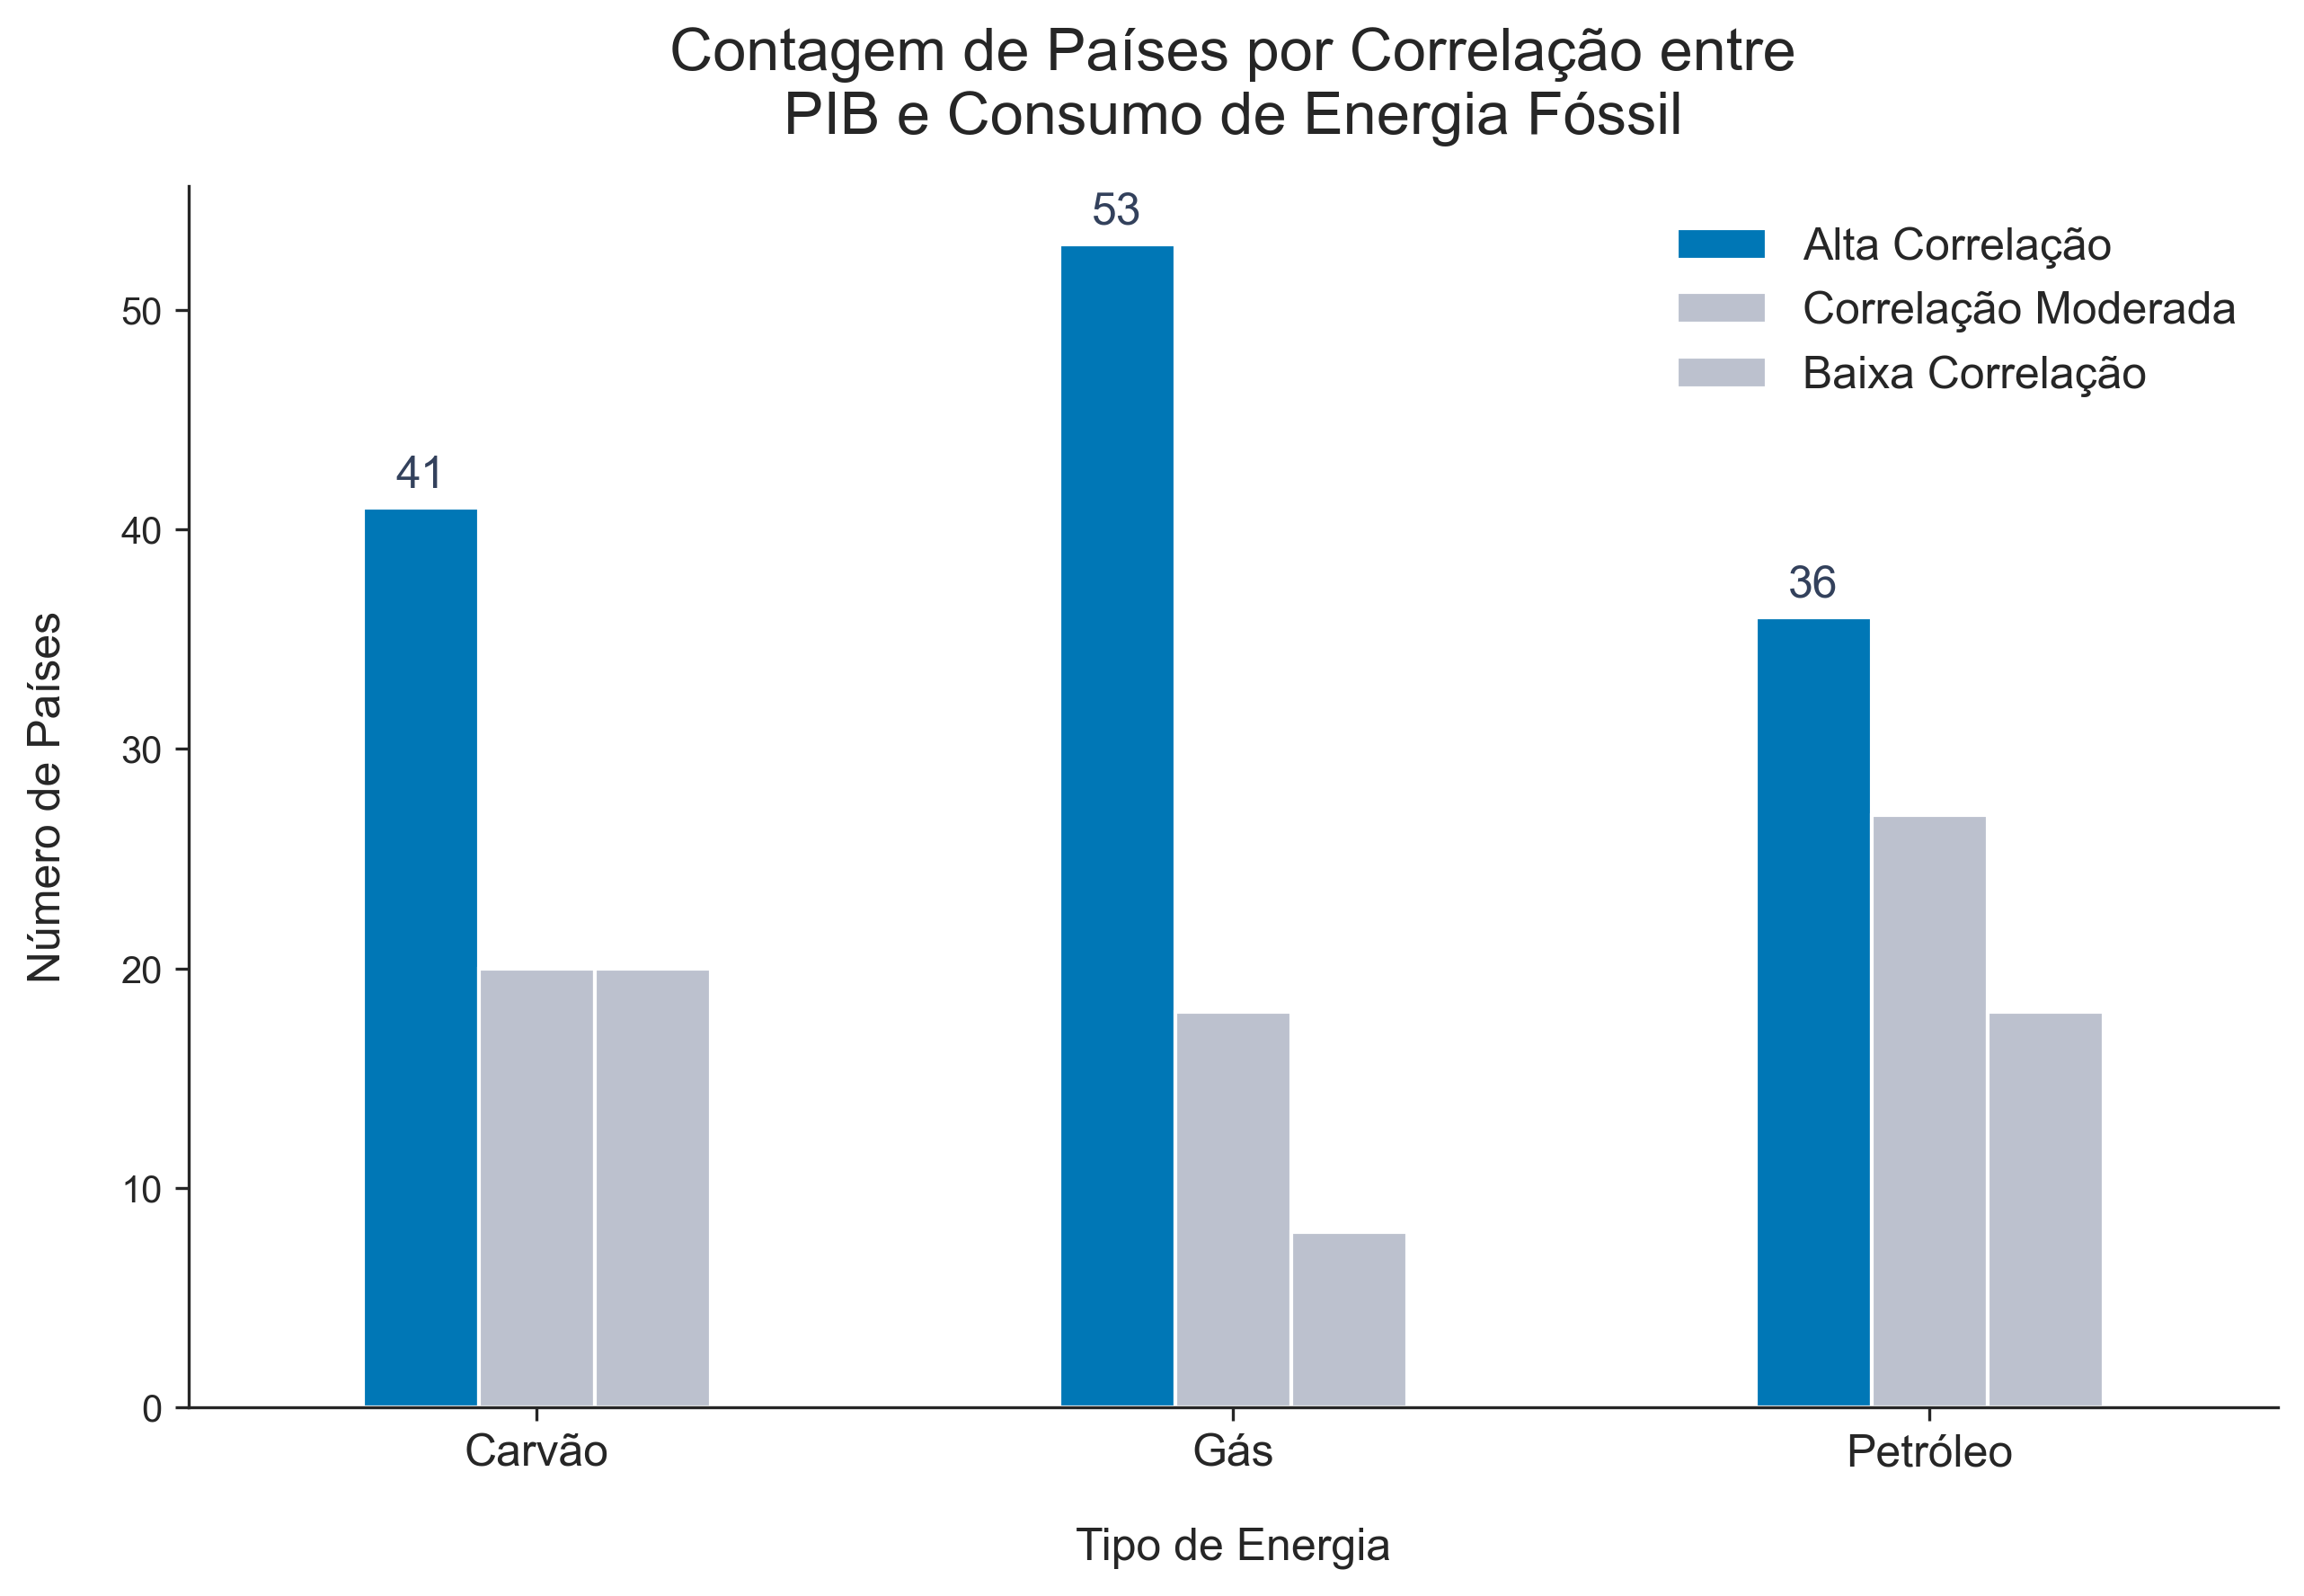 Contagem de Países por Correlação entre
PIB e Consumo de Energia Fóssil
53
Alta Correlação
Correlação Moderada
Baixa Correlação
50
41
40
36
30
20
10
0
Número de Países
Carvão
Gás
Petróleo
Tipo de Energia